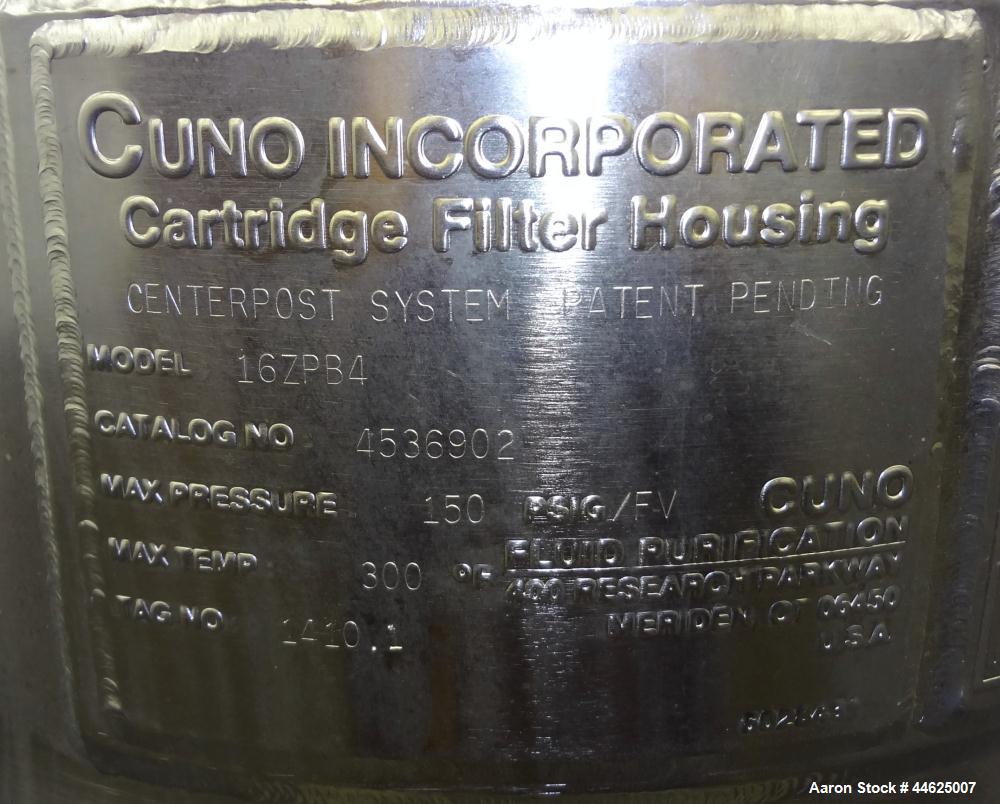 CUNO INCORPORATED
Cartridge Filter Housing
CENTERPOST SYSTEM PATENT PENDING
MODEL 16ZPB4
CATALOG NO 4536902
MAX PRESSURE 150 PSIG/FV
CUNO
FLUID PURIFICATION
MAX TEMP 300 °F
400 RESEARCH PARKWAY
MERIDEN, CT 06450
U.S.A
TAG NO 1410.1
Aaron Stock # 44625007